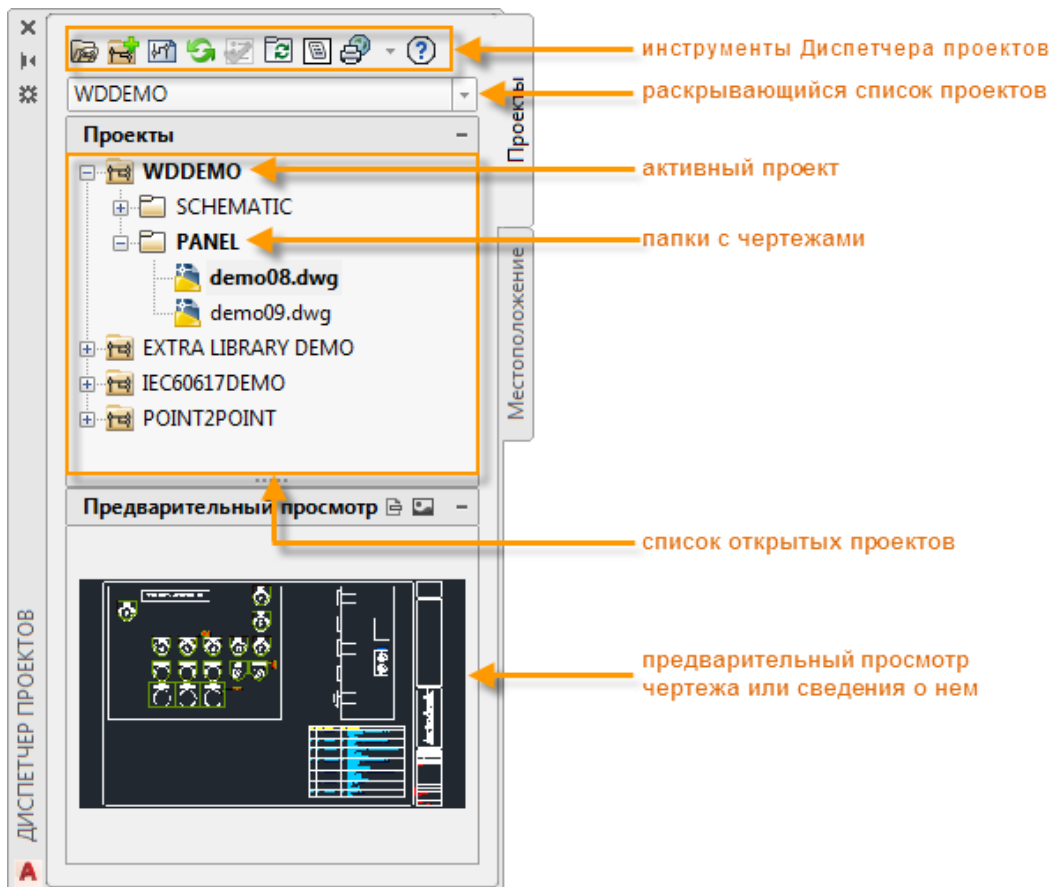 инструменты Диспетчера проектов
WDDEMO
раскрывающийся список проектов
Проекты
Проекты
WDDEMO
активный проект
SCHEMATIC
PANEL
папки с чертежами
demo08.dwg
demo09.dwg
Местоположение
EXTRA LIBRARY DEMO
IEC60617DEMO
POINT2POINT
Предварительный просмотр
список открытых проектов
предварительный просмотр
чертежа или сведения о нем
ДИСПЕТЧЕР ПРОЕКТОВ
A